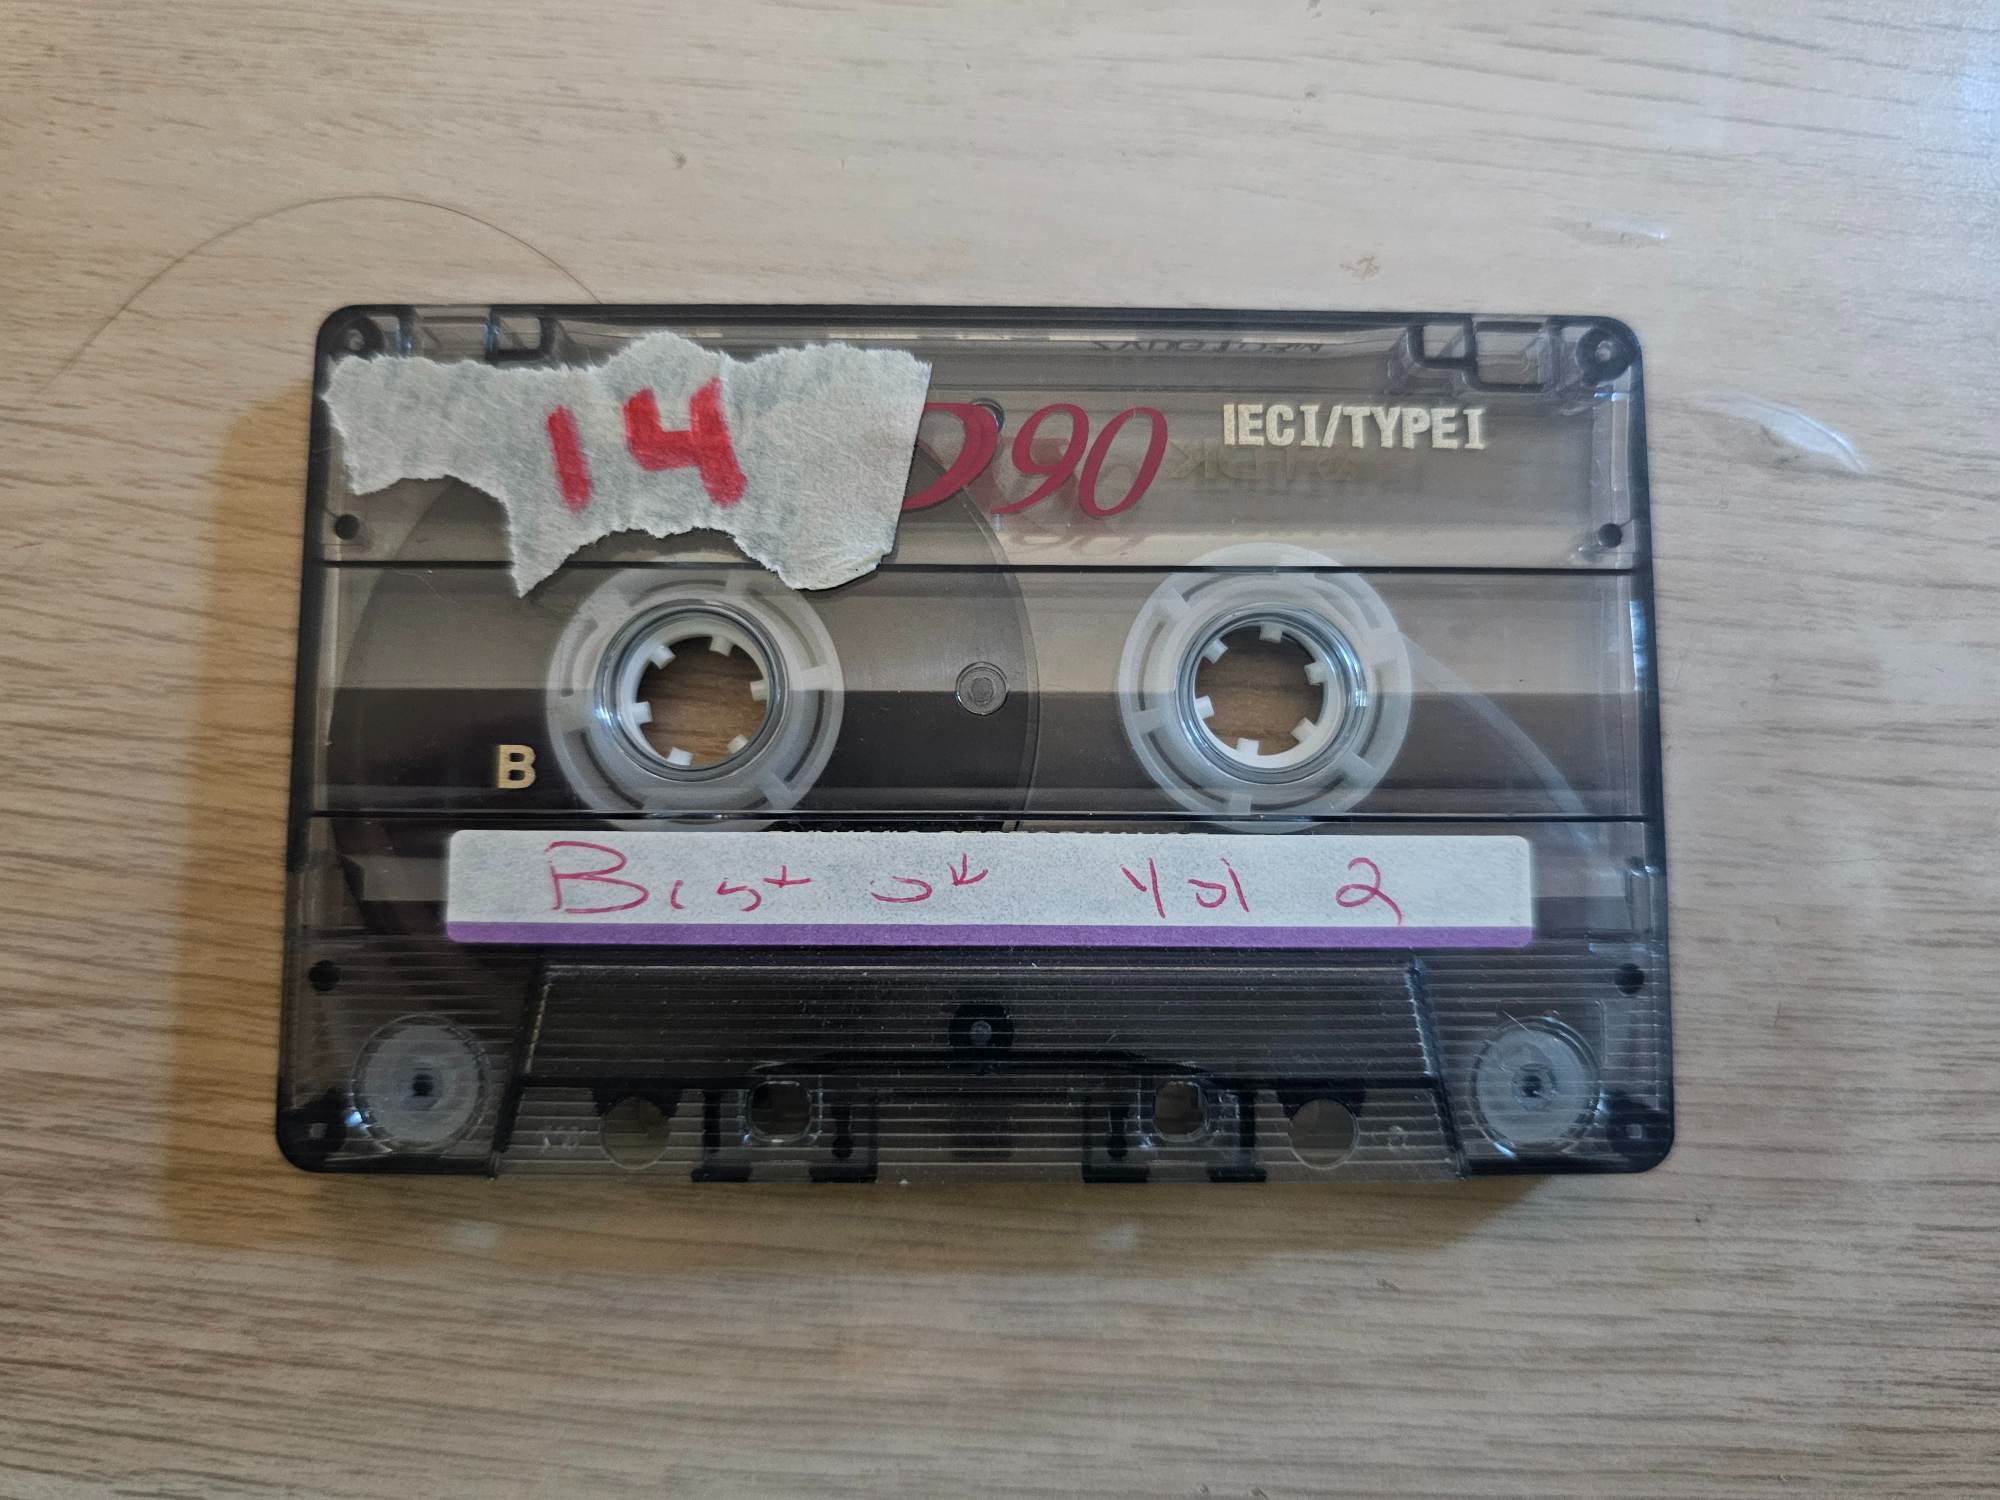 14
D90
IECI/TYPEI
B
Best of Vol 2